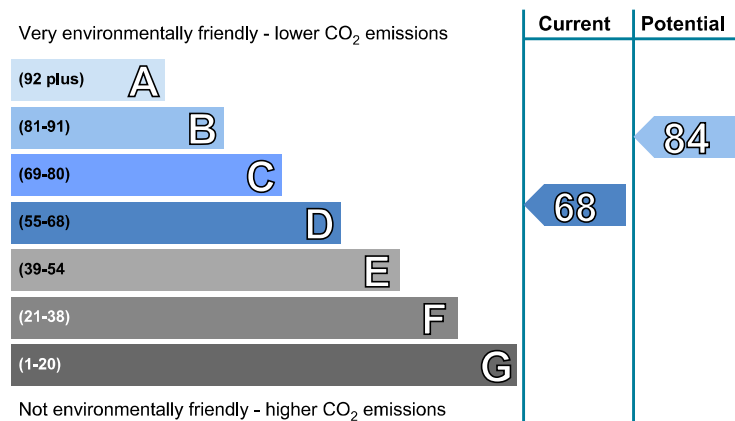 Very environmentally friendly - lower CO2 emissions
Current
Potential
(92 plus) A
(81-91) B
84
(69-80) C
68
(55-68) D
(39-54 E
(21-38) F
(1-20) G
Not environmentally friendly - higher CO2 emissions